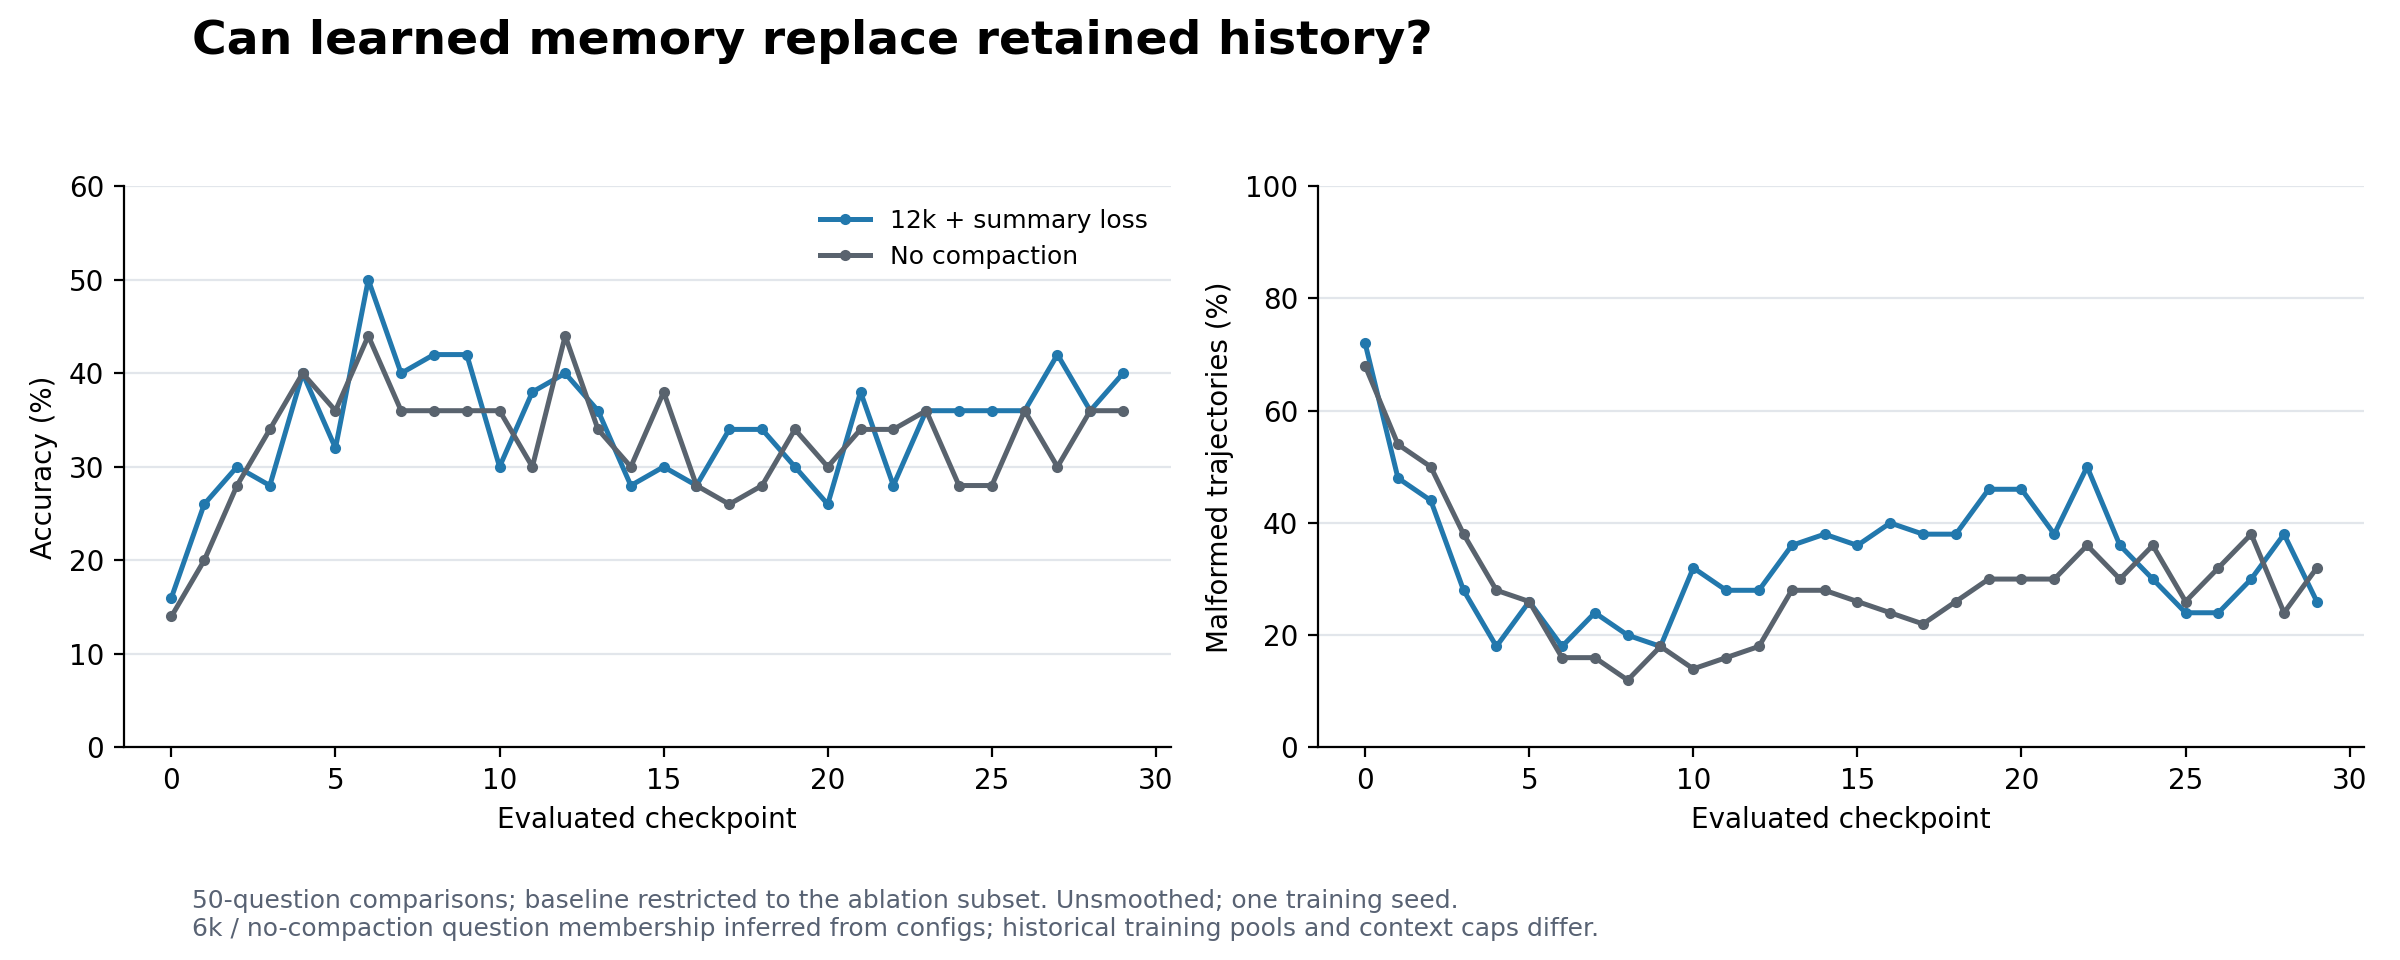 Can learned memory replace retained history?
60
50
40
30
20
10
0
Accuracy (%)
0 5 10 15 20 25 30
Evaluated checkpoint
12k + summary loss
No compaction
100
80
60
40
20
0
Malformed trajectories (%)
0 5 10 15 20 25 30
Evaluated checkpoint
50-question comparisons; baseline restricted to the ablation subset. Unsmoothed; one training seed.
6k / no-compaction question membership inferred from configs; historical training pools and context caps differ.